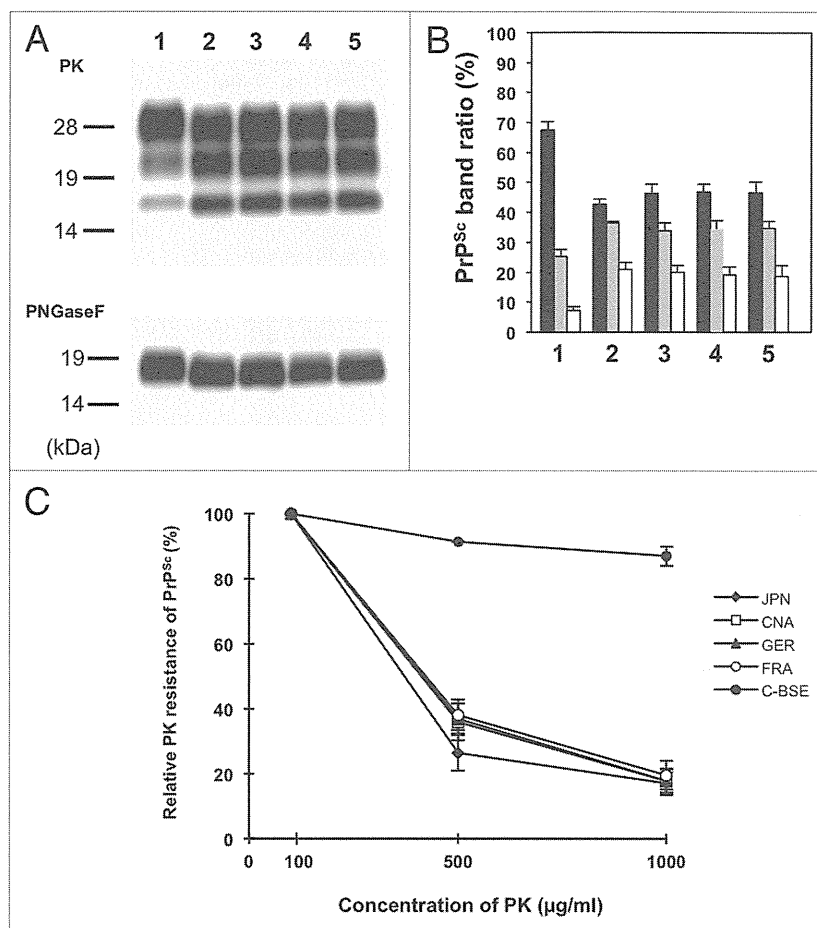 A
1 2 3 4 5
PK
28
19
14
PNGaseF
19
14
(kDa)
B
PrPSc band ratio (%)
100
90
80
70
60
50
40
30
20
10
0
1 2 3 4 5
C
Relative PK resistance of PrPSc (%)
100
80
60
40
20
0
0 100 500 1000
Concentration of PK (µg/ml)
JPN
CNA
GER
FRA
C-BSE